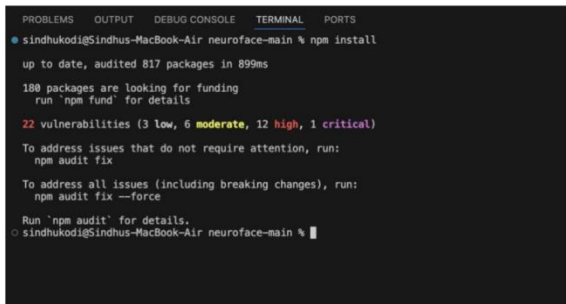 PROBLEMS OUTPUT DEBUG CONSOLE TERMINAL PORTS
sindhukodi@Sindhus-MacBook-Air neuroface-main % npm install
up to date, audited 817 packages in 899ms
180 packages are looking for funding
run `npm fund` for details
22 vulnerabilities (3 low, 6 moderate, 12 high, 1 critical)
To address issues that do not require attention, run:
npm audit fix
To address all issues (including breaking changes), run:
npm audit fix --force
Run `npm audit` for details.
sindhukodi@Sindhus-MacBook-Air neuroface-main %